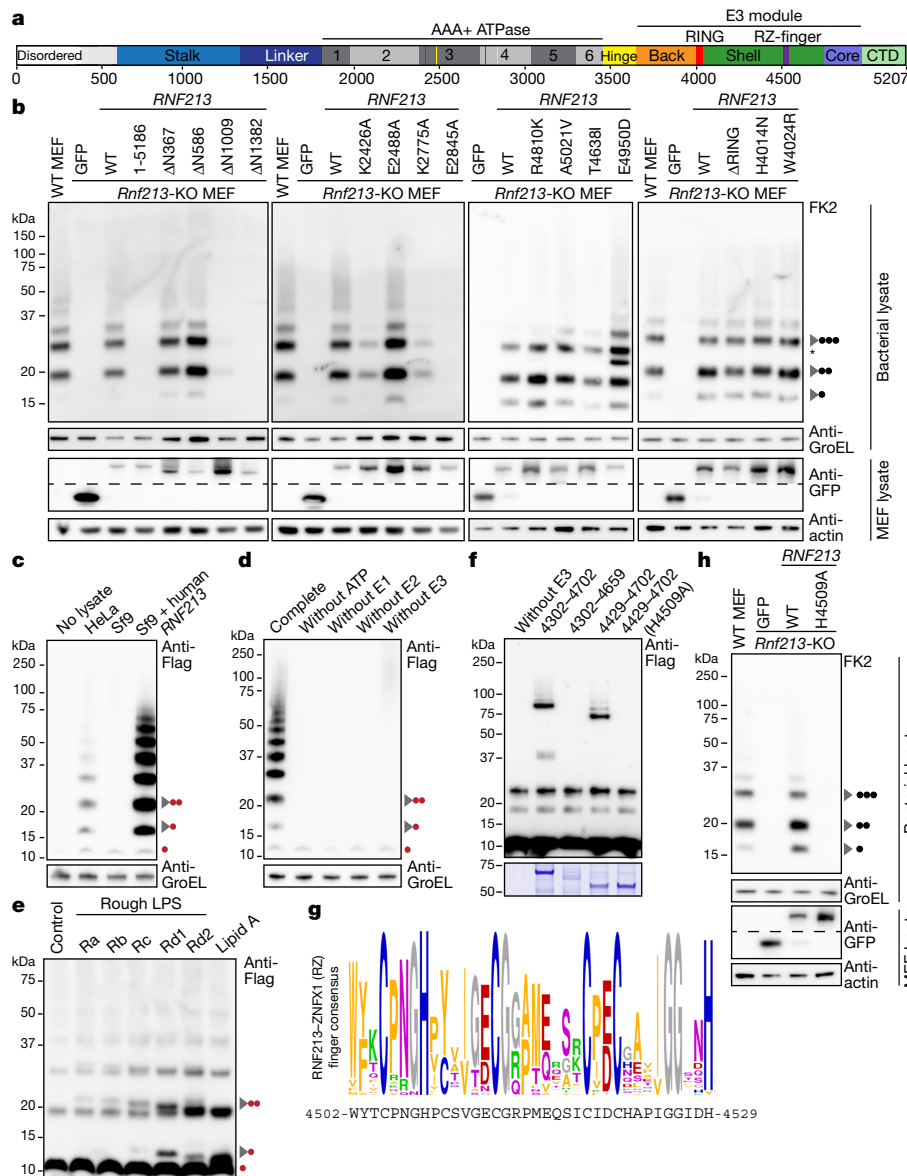 a
AAA+ ATPase
E3 module
RING RZ-finger
Disordered Stalk Linker 1 2 3 4 5 6 Hinge Back Shell Core CTD
0 500 1000 1500 2000 2500 3000 3500 4000 4500 5207
b
RNF213 RNF213 RNF213 RNF213
WT MEF GFP WT 1-5186 ΔN367 ΔN586 ΔN1009 ΔN1382
WT MEF GFP WT K2426A E2488A K2775A E2845A
GFP WT R4810K A5021V T4638I E4950D
WT MEF GFP WT ΔRING H4014N W4024R
Rnf213-KO MEF Rnf213-KO MEF Rnf213-KO MEF Rnf213-KO MEF
kDa
150
100
75
50
37
20
15
FK2
*
Bacterial lysate
Anti-
GroEL
Anti-
GFP
MEF lysate
Anti-
actin
c
No lysate HeLa Sf9 Sf9 + human RNF213
kDa
250
100
75
50
37
20
15
10
Anti-
Flag
Anti-
GroEL
d
Complete Without ATP Without E1 Without E2 Without E3
kDa
250
100
75
50
37
20
15
10
Anti-
Flag
Anti-
GroEL
f
Without E3 4302–4702 4302–4659 4429–4702 4429–4702 (H4509A)
kDa
250
100
75
50
37
20
15
10
75
50
Anti-
Flag
h
RNF213
WT MEF GFP WT H4509A
Rnf213-KO
kDa
250
100
75
50
37
20
15
FK2
Anti-
GroEL
Anti-
GFP
Anti-
actin
e
Control Rough LPS
Ra Rb Rc Rd1 Rd2 Lipid A
kDa
75
50
37
25
20
15
10
Anti-
Flag
g
RNF213–ZNFX1 (RZ)
finger consensus
4502-WYTCPNGHPCSVGECGRPMEQSICIDCHAPIGGIDH-4529